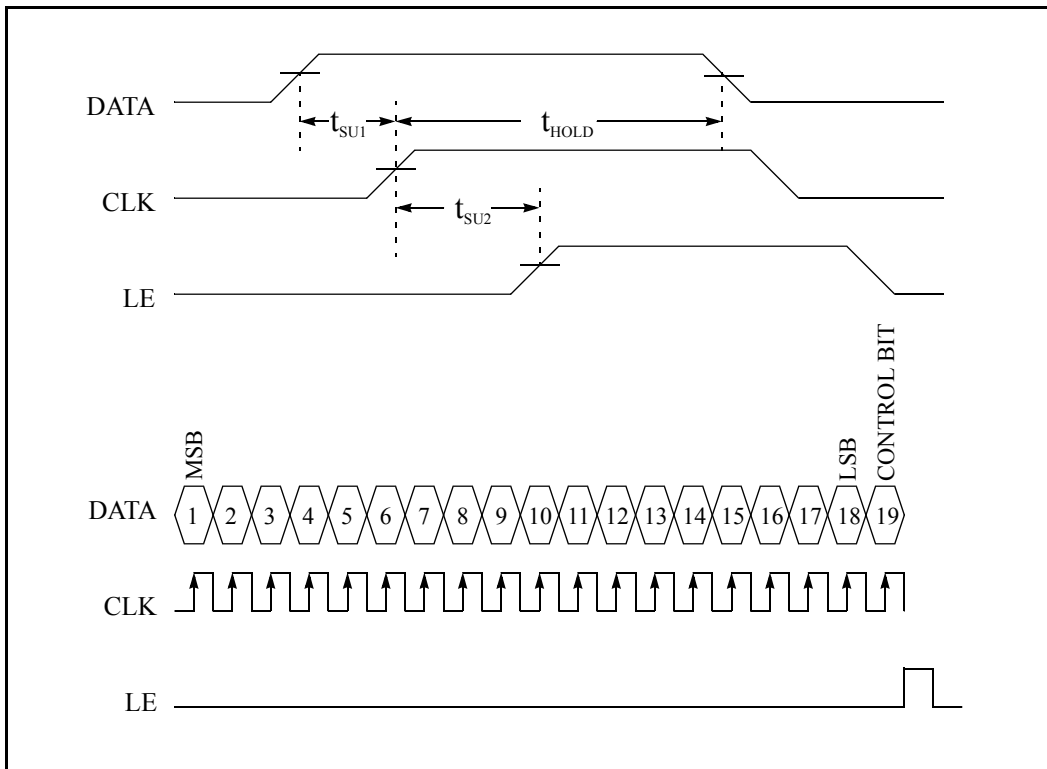 DATA
tSU1
tHOLD
CLK
tSU2
LE
MSB
LSB
CONTROL BIT
DATA
1 2 3 4 5 6 7 8 9 10 11 12 13 14 15 16 17 18 19
CLK
LE